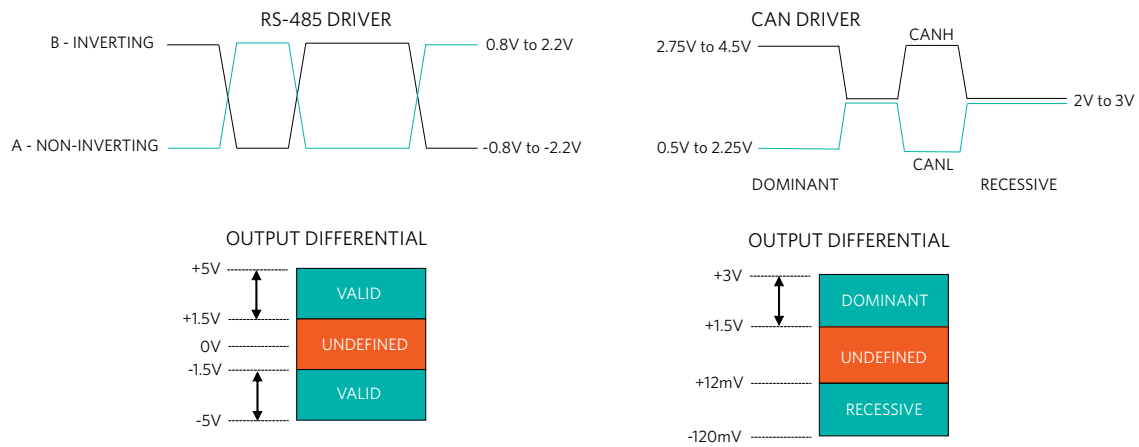 RS-485 DRIVER
B - INVERTING
0.8V to 2.2V
A - NON-INVERTING
-0.8V to -2.2V
CAN DRIVER
2.75V to 4.5V
CANH
2V to 3V
0.5V to 2.25V
CANL
DOMINANT
RECESSIVE
OUTPUT DIFFERENTIAL
+5V
VALID
+1.5V
0V
UNDEFINED
-1.5V
VALID
-5V
OUTPUT DIFFERENTIAL
+3V
DOMINANT
+1.5V
UNDEFINED
+12mV
RECESSIVE
-120mV